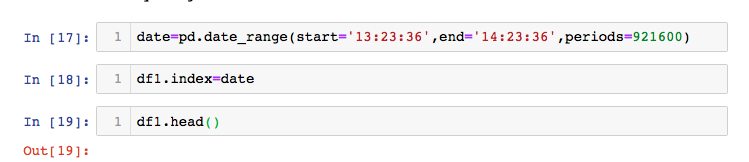 In [17]: 1 date=pd.date_range(start='13:23:36',end='14:23:36',periods=921600)
In [18]: 1 df1.index=date
In [19]: 1 df1.head()
Out[19]: